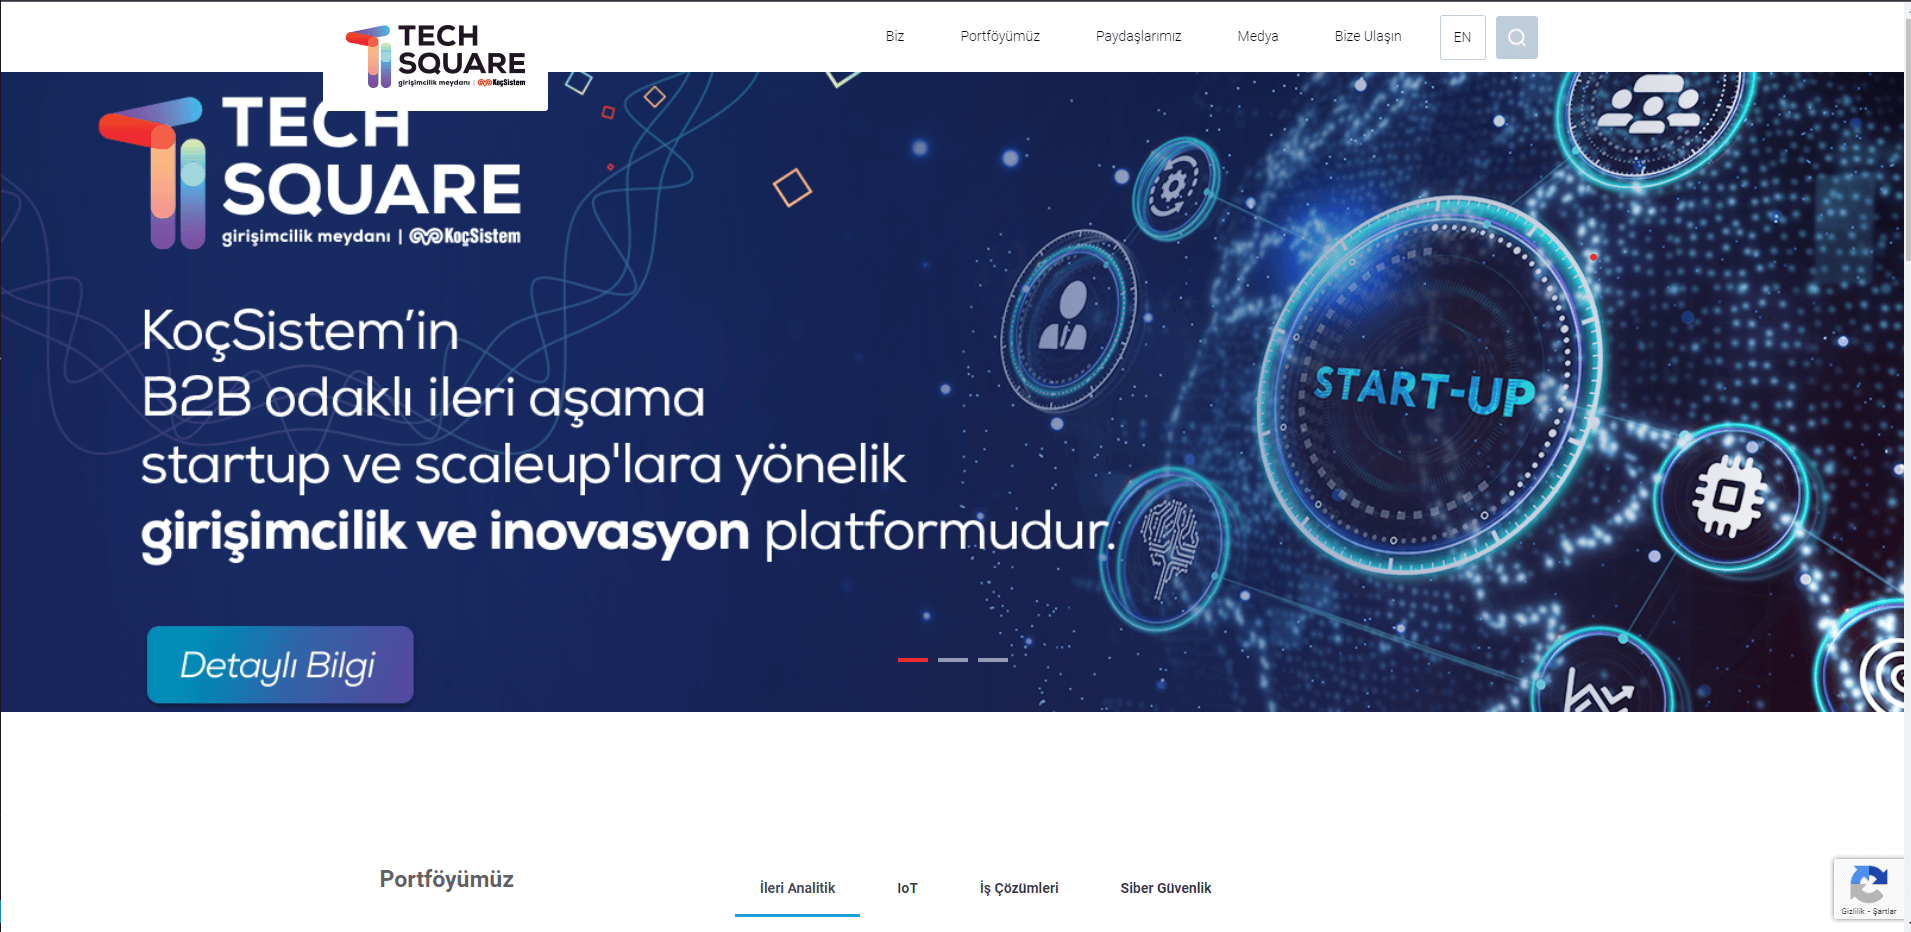 TECH
SQUARE
girişimcilik meydanı | KoçSistem
Biz
Portföyümüz
Paydaşlarımız
Medya
Bize Ulaşın
EN
TECH
SQUARE
girişimcilik meydanı | KoçSistem
KoçSistem’in
B2B odaklı ileri aşama
startup ve scaleup'lara yönelik
girişimcilik ve inovasyon platformudur.
START-UP
Detaylı Bilgi
Portföyümüz
İleri Analitik
IoT
İş Çözümleri
Siber Güvenlik
Gizlilik - Şartlar